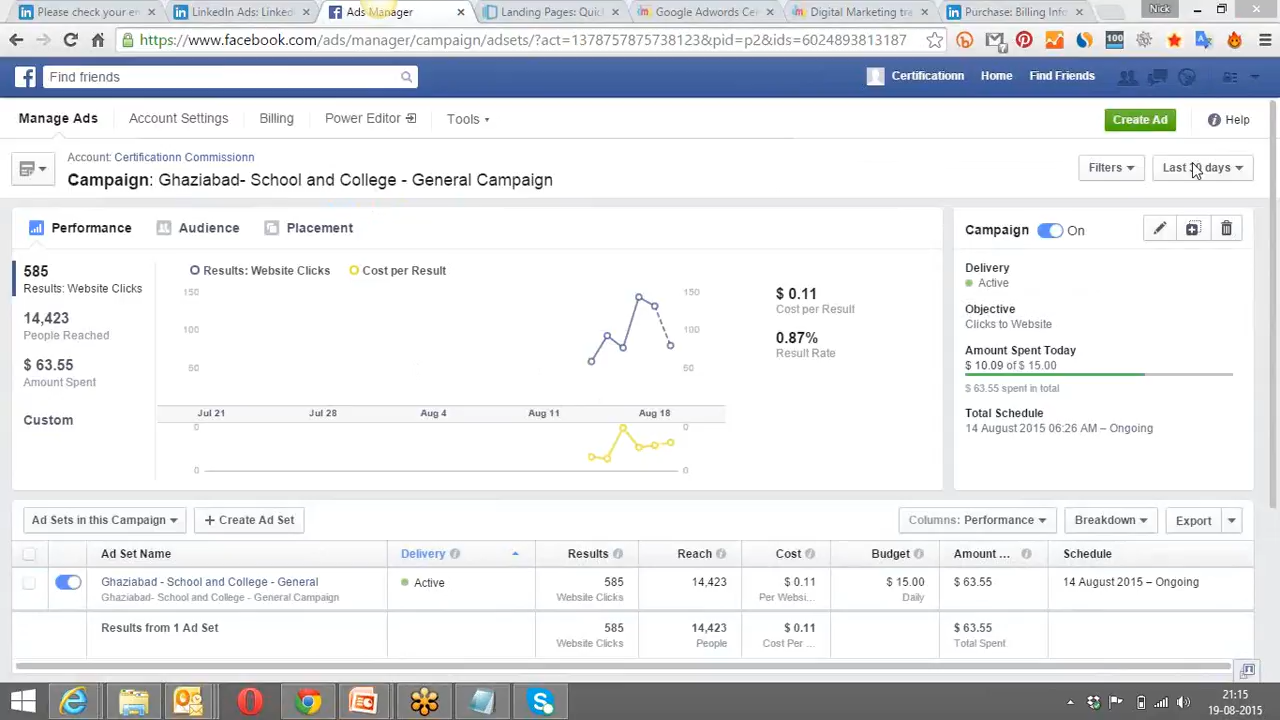 Please check your en
LinkedIn Ads: Linked
Ads Manager
Landing Pages: Quic
Google Adwords Ce
Digital Marketing tra
Purchase: Billing Info
Nick
https://www.facebook.com/ads/manager/campaign/adsets/?act=1378757875738123&pid=p2&ids=6024893813187
100
Find friends
Certificationn
Home
Find Friends
Manage Ads
Account Settings
Billing
Power Editor
Tools
Create Ad
Help
Account: Certificationn Commissionn
Campaign: Ghaziabad- School and College - General Campaign
Filters
Last days
Performance
Audience
Placement
Campaign On
585
Results: Website Clicks
14,423
People Reached
$ 63.55
Amount Spent
Custom
Results: Website Clicks
Cost per Result
150
100
50
150
100
50
Jul 21
Jul 28
Aug 4
Aug 11
Aug 18
0
0
0
0
$ 0.11
Cost per Result
0.87%
Result Rate
Delivery
Active
Objective
Clicks to Website
Amount Spent Today
$ 10.09 of $ 15.00
$ 63.55 spent in total
Total Schedule
14 August 2015 06:26 AM – Ongoing
Ad Sets in this Campaign
+ Create Ad Set
Columns: Performance
Breakdown
Export
Ad Set Name
Delivery
Results
Reach
Cost
Budget
Amount ...
Schedule
Ghaziabad - School and College - General
Ghaziabad- School and College - General Campaign
Active
585
Website Clicks
14,423
$ 0.11
Per Websi...
$ 15.00
Daily
$ 63.55
14 August 2015 – Ongoing
Results from 1 Ad Set
585
Website Clicks
14,423
People
$ 0.11
Cost Per ...
$ 63.55
Total Spent
21:15
19-08-2015